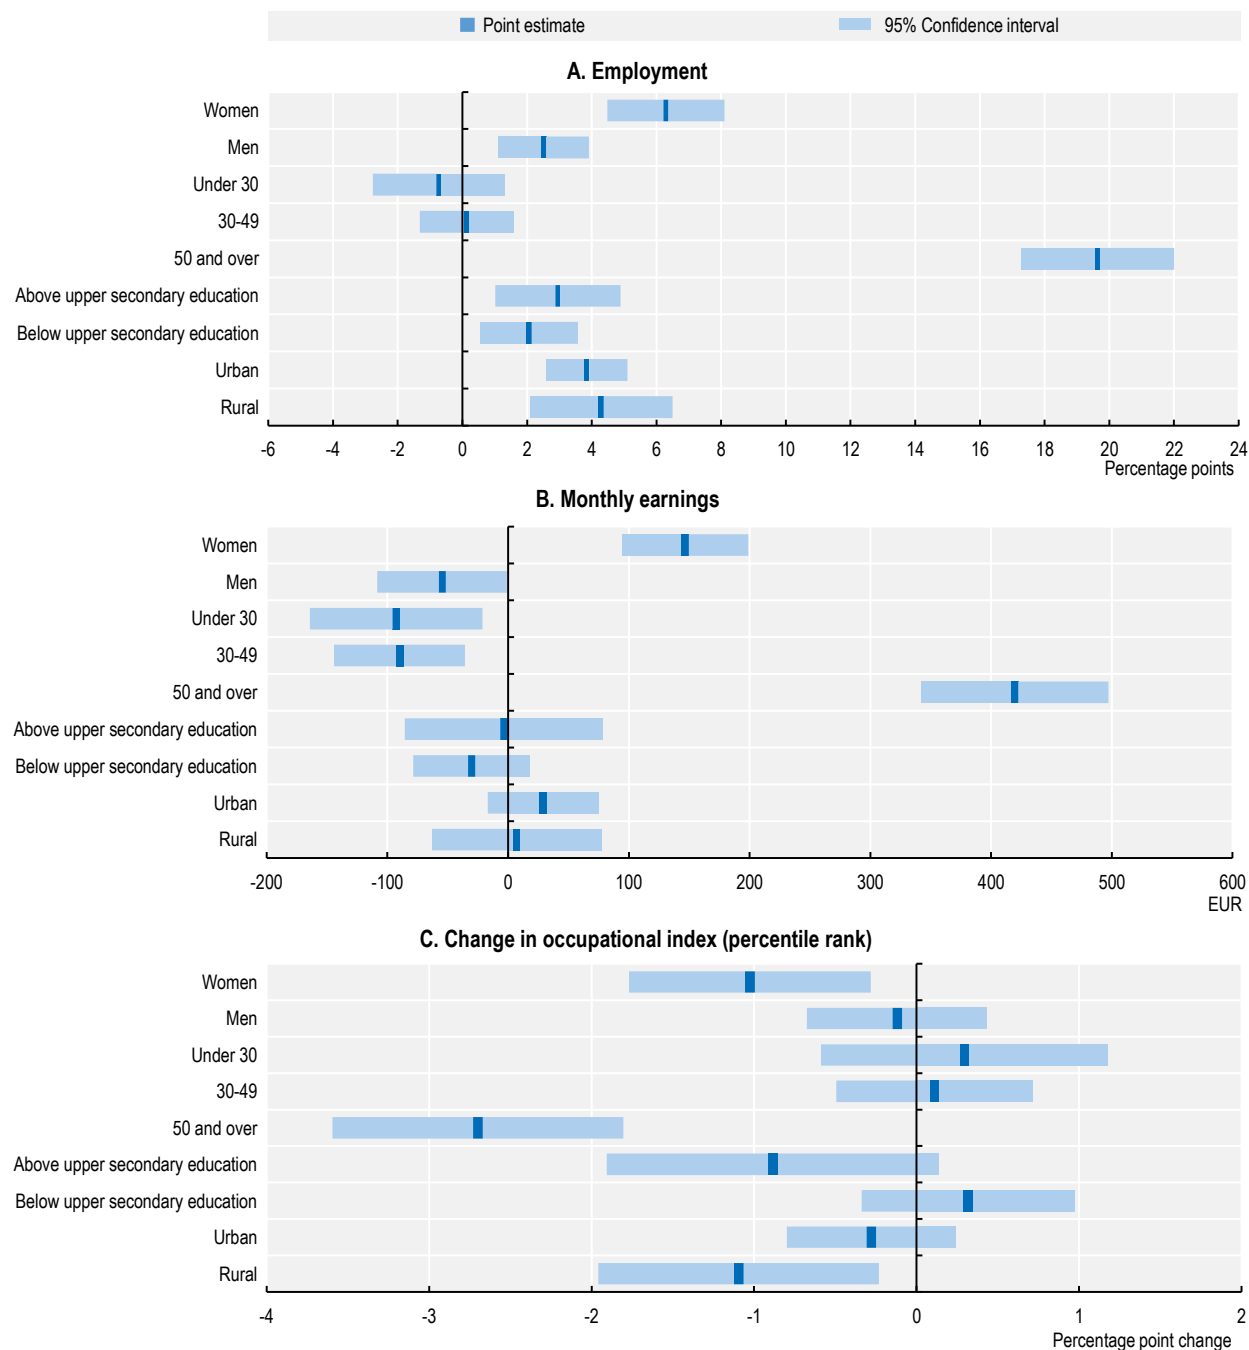 Point estimate 95% Confidence interval
A. Employment
Women
Men
Under 30
30-49
50 and over
Above upper secondary education
Below upper secondary education
Urban
Rural
-6 -4 -2 0 2 4 6 8 10 12 14 16 18 20 22 24
Percentage points
B. Monthly earnings
Women
Men
Under 30
30-49
50 and over
Above upper secondary education
Below upper secondary education
Urban
Rural
-200 -100 0 100 200 300 400 500 600
EUR
C. Change in occupational index (percentile rank)
Women
Men
Under 30
30-49
50 and over
Above upper secondary education
Below upper secondary education
Urban
Rural
-4 -3 -2 -1 0 1 2
Percentage point change